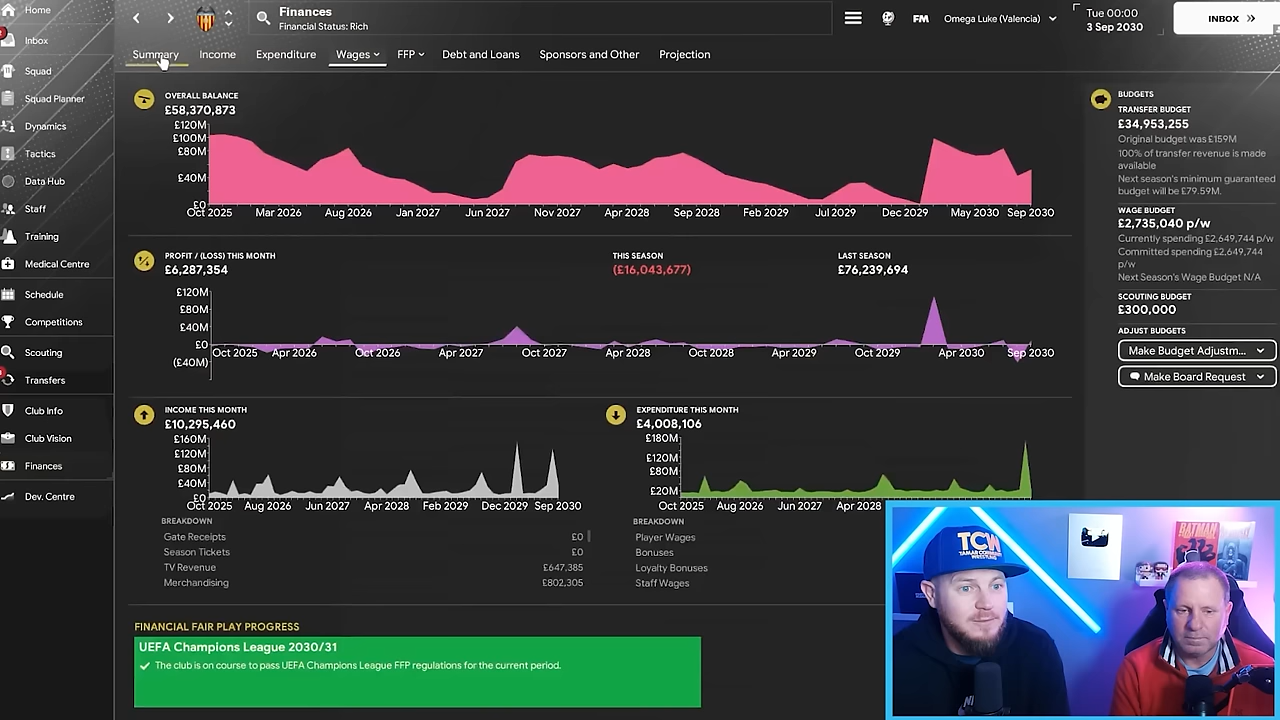 Home
Inbox
Squad
Squad Planner
Dynamics
Tactics
Data Hub
Staff
Training
Medical Centre
Schedule
Competitions
Scouting
Transfers
Club Info
Club Vision
Finances
Dev. Centre
Finances
Financial Status: Rich
FM
Omega Luke (Valencia)
Tue 00:00
3 Sep 2030
INBOX
Summary Income Expenditure Wages FFP Debt and Loans Sponsors and Other Projection
OVERALL BALANCE
£58,370,873
£120M
£100M
£80M
£40M
£0
Oct 2025 Mar 2026 Aug 2026 Jan 2027 Jun 2027 Nov 2027 Apr 2028 Sep 2028 Feb 2029 Jul 2029 Dec 2029 May 2030 Sep 2030
PROFIT / (LOSS) THIS MONTH
£6,287,354
THIS SEASON
(£16,043,677)
LAST SEASON
£76,239,694
£120M
£80M
£40M
£0
(£40M)
Oct 2025 Apr 2026 Oct 2026 Apr 2027 Oct 2027 Apr 2028 Oct 2028 Apr 2029 Oct 2029 Apr 2030 Sep 2030
INCOME THIS MONTH
£10,295,460
£160M
£120M
£80M
£40M
£0
Oct 2025 Aug 2026 Jun 2027 Apr 2028 Feb 2029 Dec 2029 Sep 2030
BREAKDOWN
Gate Receipts £0
Season Tickets £0
TV Revenue £647,385
Merchandising £802,305
EXPENDITURE THIS MONTH
£4,008,106
£180M
£120M
£80M
£20M
Oct 2025 Aug 2026 Jun 2027 Apr 2028
BREAKDOWN
Player Wages
Bonuses
Loyalty Bonuses
Staff Wages
FINANCIAL FAIR PLAY PROGRESS
UEFA Champions League 2030/31
The club is on course to pass UEFA Champions League FFP regulations for the current period.
BUDGETS
TRANSFER BUDGET
£34,953,255
Original budget was £159M
100% of transfer revenue is made
available
Next season's minimum guaranteed
budget will be £79.59M.
WAGE BUDGET
£2,735,040 p/w
Currently spending £2,649,744 p/w
Committed spending £2,649,744
p/w
Next Season's Wage Budget N/A
SCOUTING BUDGET
£300,000
ADJUST BUDGETS
Make Budget Adjustm...
Make Board Request
TCW
TAMAR
WRESTLING
BATMAN